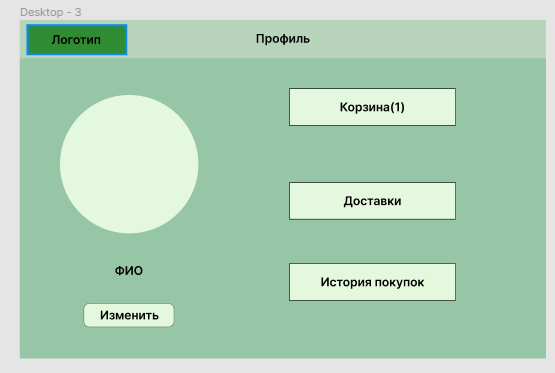 Desktop - 3
Логотип
Профиль
Корзина(1)
Доставки
ФИО
История покупок
Изменить